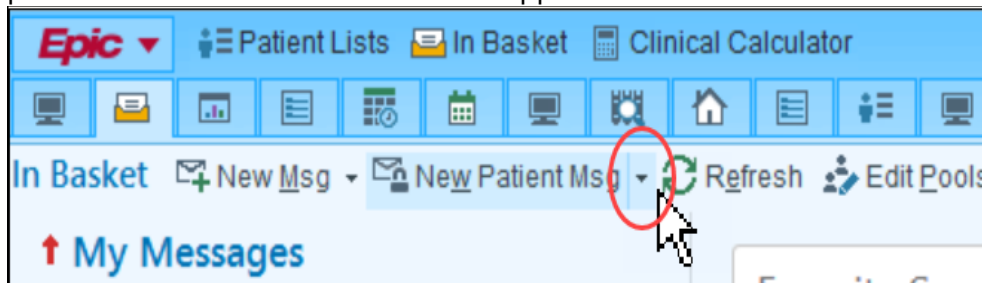 Epic Patient Lists In Basket Clinical Calculator
In Basket New Msg New Patient Msg Refresh Edit Pools
My Messages